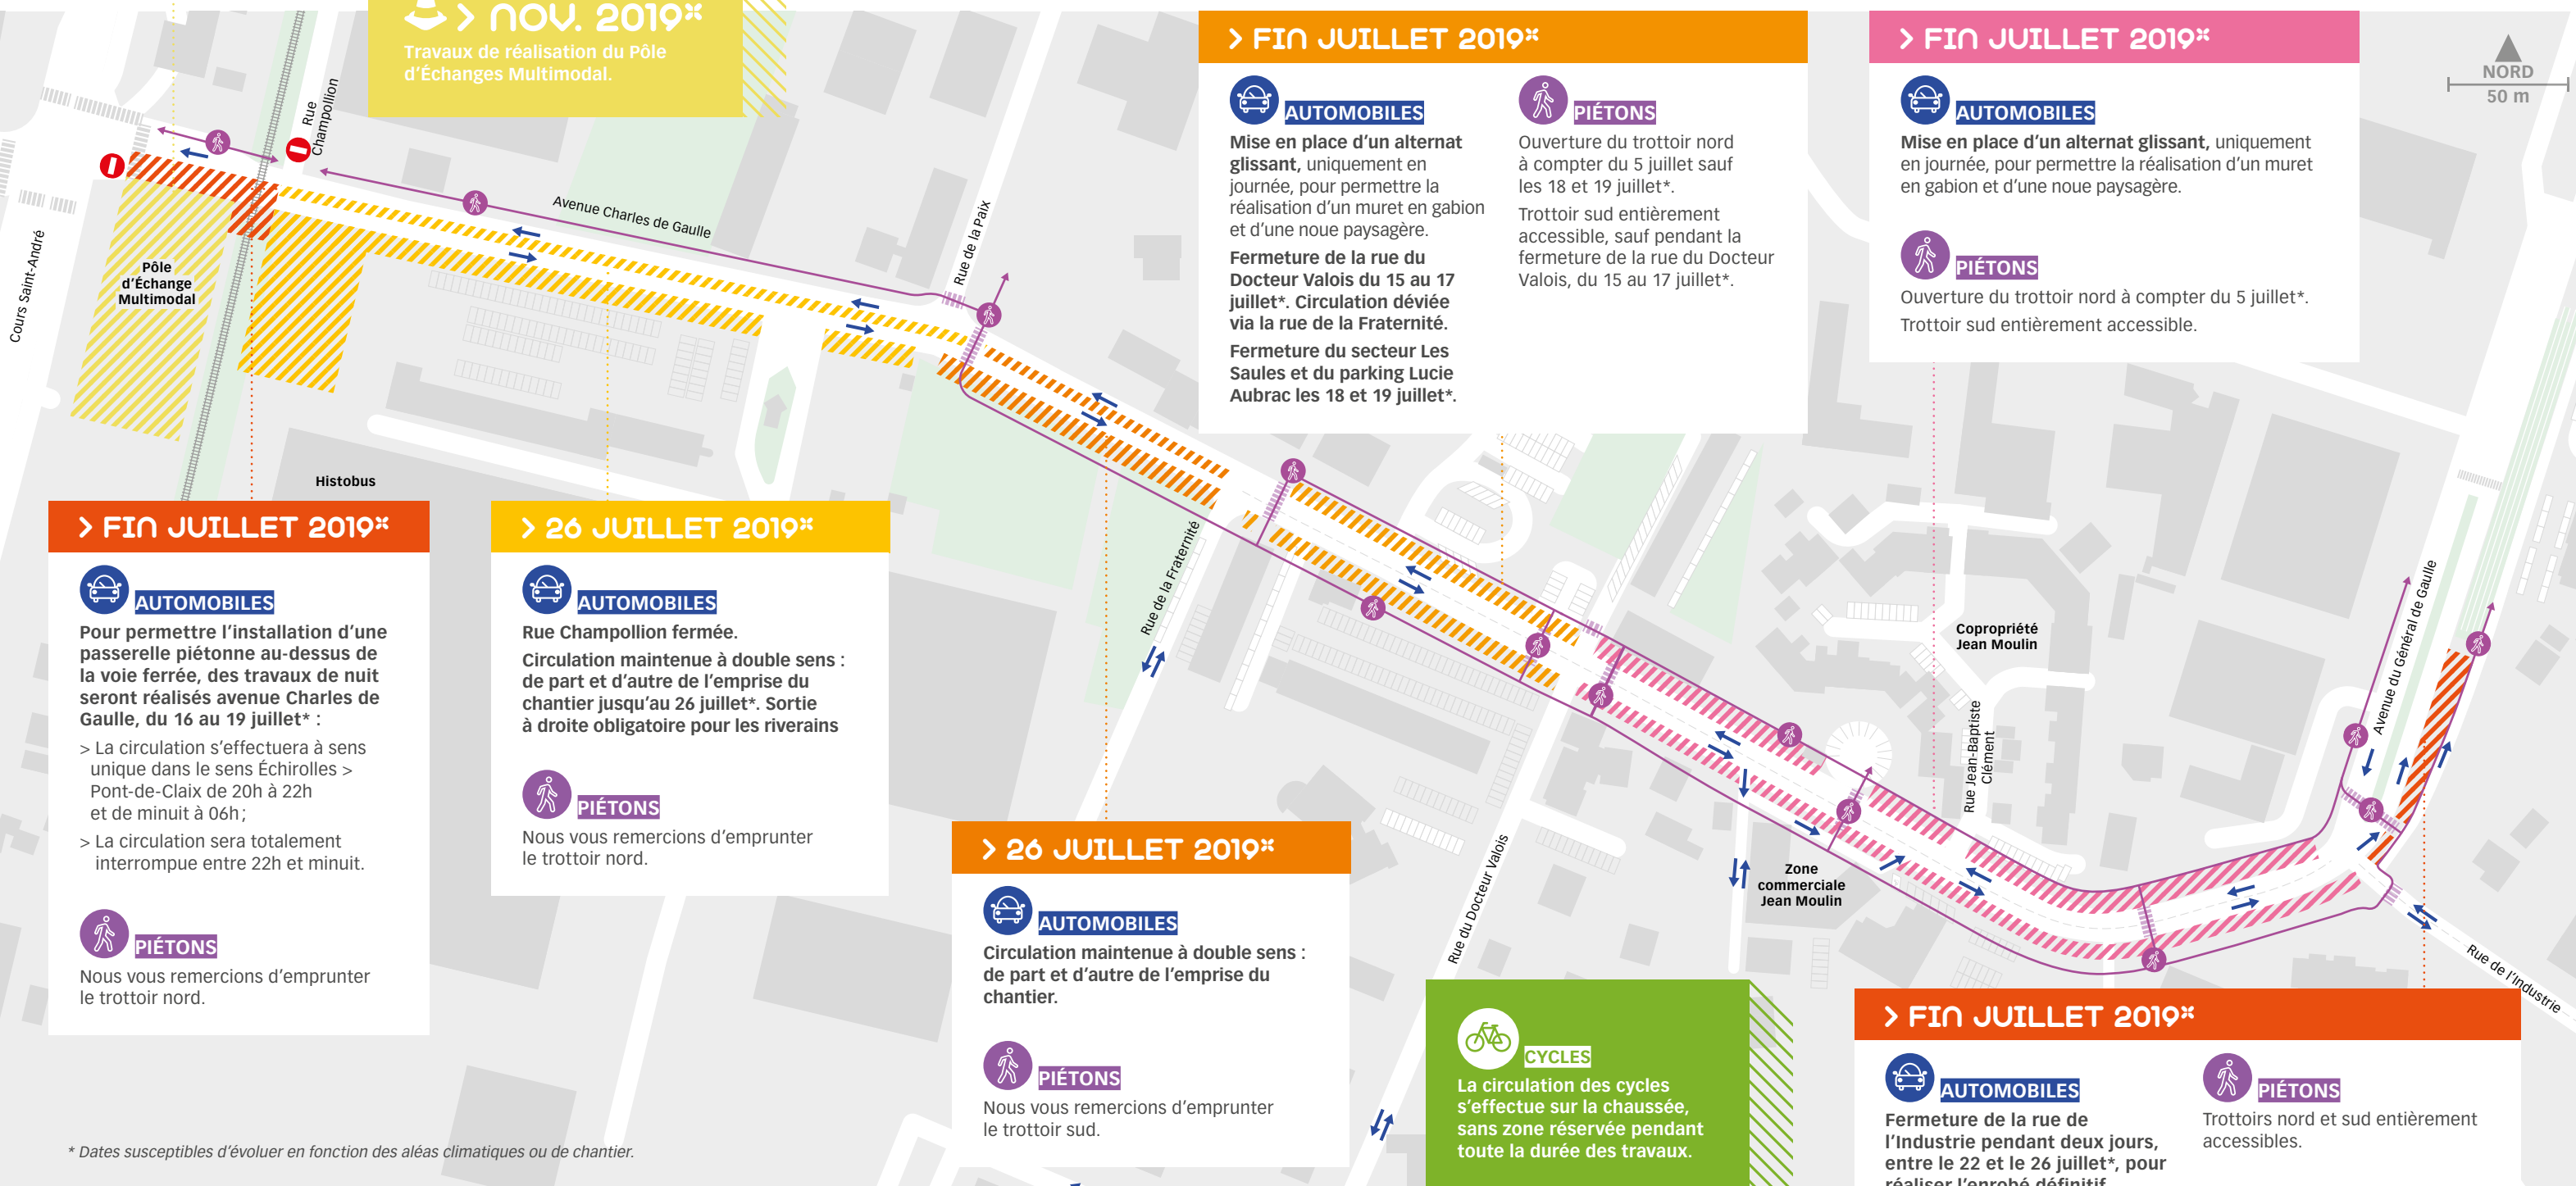 > NOV. 2019*
Travaux de réalisation du Pôle
d'Échanges Multimodal.
> FIN JUILLET 2019*
AUTOMOBILES
Mise en place d'un alternat
glissant, uniquement en
journée, pour permettre la
réalisation d'un muret en gabion
et d'une noue paysagère.
Fermeture de la rue du
Docteur Valois du 15 au 17
juillet*. Circulation déviée
via la rue de la Fraternité.
Fermeture du secteur Les
Saules et du parking Lucie
Aubrac les 18 et 19 juillet*.
PIÉTONS
Ouverture du trottoir nord
à compter du 5 juillet sauf
les 18 et 19 juillet*.
Trottoir sud entièrement
accessible, sauf pendant la
fermeture de la rue du Docteur
Valois, du 15 au 17 juillet*.
> FIN JUILLET 2019*
AUTOMOBILES
Mise en place d'un alternat glissant, uniquement
en journée, pour permettre la réalisation d'un muret
en gabion et d'une noue paysagère.
PIÉTONS
Ouverture du trottoir nord à compter du 5 juillet*.
Trottoir sud entièrement accessible.
NORD
50 m
Rue
Champollion
Avenue Charles de Gaulle
Rue de la Paix
Cours Saint-André
Pôle
d'Échange
Multimodal
Histobus
Rue de la Fraternité
Rue du Docteur Valois
Copropriété
Jean Moulin
Rue Jean-Baptiste
Clément
Zone
commerciale
Jean Moulin
Avenue du Général de Gaulle
Rue de l'Industrie
> FIN JUILLET 2019*
AUTOMOBILES
Pour permettre l'installation d'une
passerelle piétonne au-dessus de
la voie ferrée, des travaux de nuit
seront réalisés avenue Charles de
Gaulle, du 16 au 19 juillet* :
> La circulation s'effectuera à sens
unique dans le sens Échirolles >
Pont-de-Claix de 20h à 22h
et de minuit à 06h;
> La circulation sera totalement
interrompue entre 22h et minuit.
PIÉTONS
Nous vous remercions d'emprunter
le trottoir nord.
> 26 JUILLET 2019*
AUTOMOBILES
Rue Champollion fermée.
Circulation maintenue à double sens :
de part et d'autre de l'emprise du
chantier jusqu'au 26 juillet*. Sortie
à droite obligatoire pour les riverains
PIÉTONS
Nous vous remercions d'emprunter
le trottoir nord.
> 26 JUILLET 2019*
AUTOMOBILES
Circulation maintenue à double sens :
de part et d'autre de l'emprise du
chantier.
PIÉTONS
Nous vous remercions d'emprunter
le trottoir sud.
CYCLES
La circulation des cycles
s'effectue sur la chaussée,
sans zone réservée pendant
toute la durée des travaux.
> FIN JUILLET 2019*
AUTOMOBILES
Fermeture de la rue de
l'Industrie pendant deux jours,
entre le 22 et le 26 juillet*, pour
réaliser l'enrobé définitif
PIÉTONS
Trottoirs nord et sud entièrement
accessibles.
* Dates susceptibles d'évoluer en fonction des aléas climatiques ou de chantier.